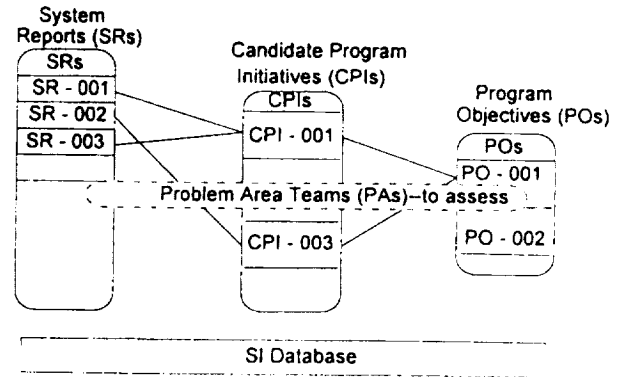 System
Reports (SRs)
SRs
SR - 001
SR - 002
SR - 003
Candidate Program
Initiatives (CPIs)
CPIs
CPI - 001
CPI - 003
Program
Objectives (POs)
POs
PO - 001
PO - 002
Problem Area Teams (PAs)--to assess
SI Database